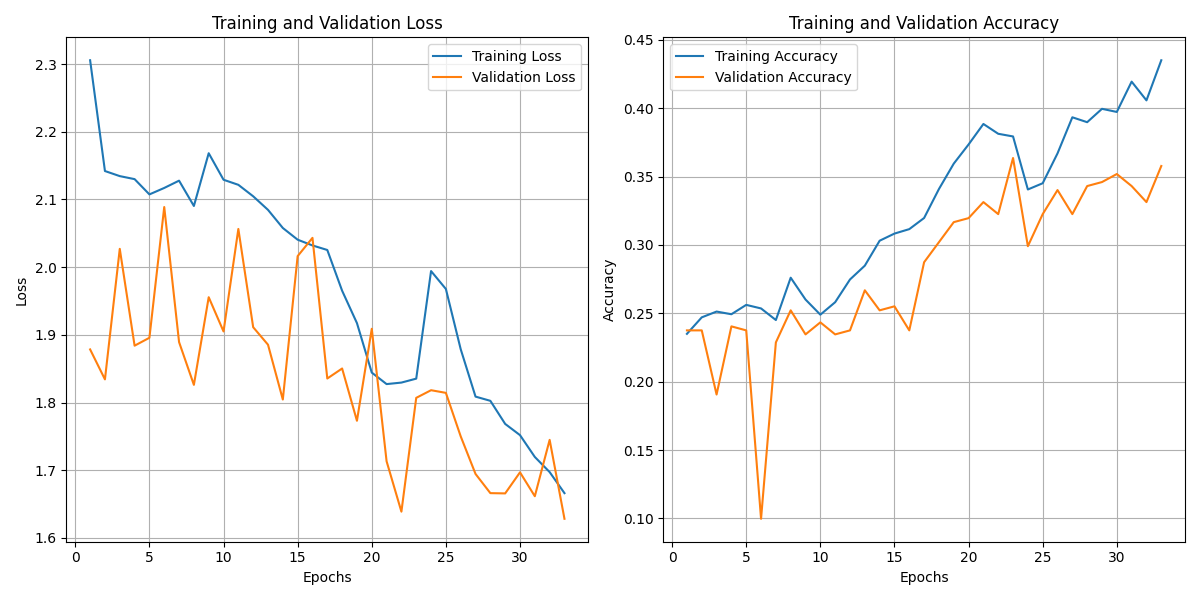 Training and Validation Loss
Training Loss
Validation Loss
2.3
2.2
2.1
2.0
1.9
1.8
1.7
1.6
Loss
0 5 10 15 20 25 30
Epochs
Training and Validation Accuracy
Training Accuracy
Validation Accuracy
0.45
0.40
0.35
0.30
0.25
0.20
0.15
0.10
Accuracy
0 5 10 15 20 25 30
Epochs